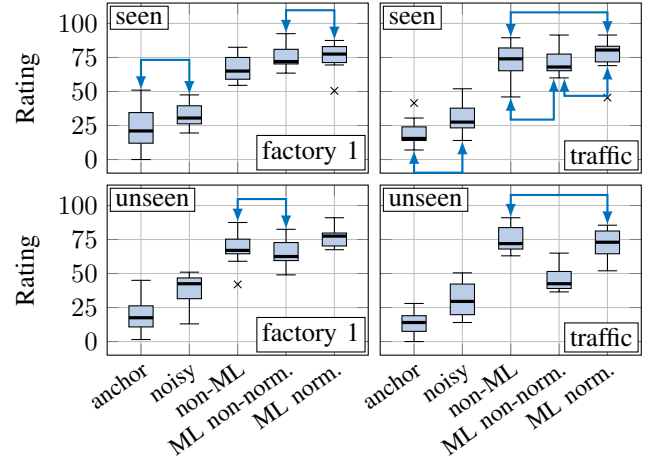 seen
seen
100
75
50
25
0
Rating
factory 1
traffic
unseen
unseen
100
75
50
25
0
Rating
factory 1
traffic
anchor
noisy
non-ML
ML non-norm.
ML norm.
anchor
noisy
non-ML
ML non-norm.
ML norm.